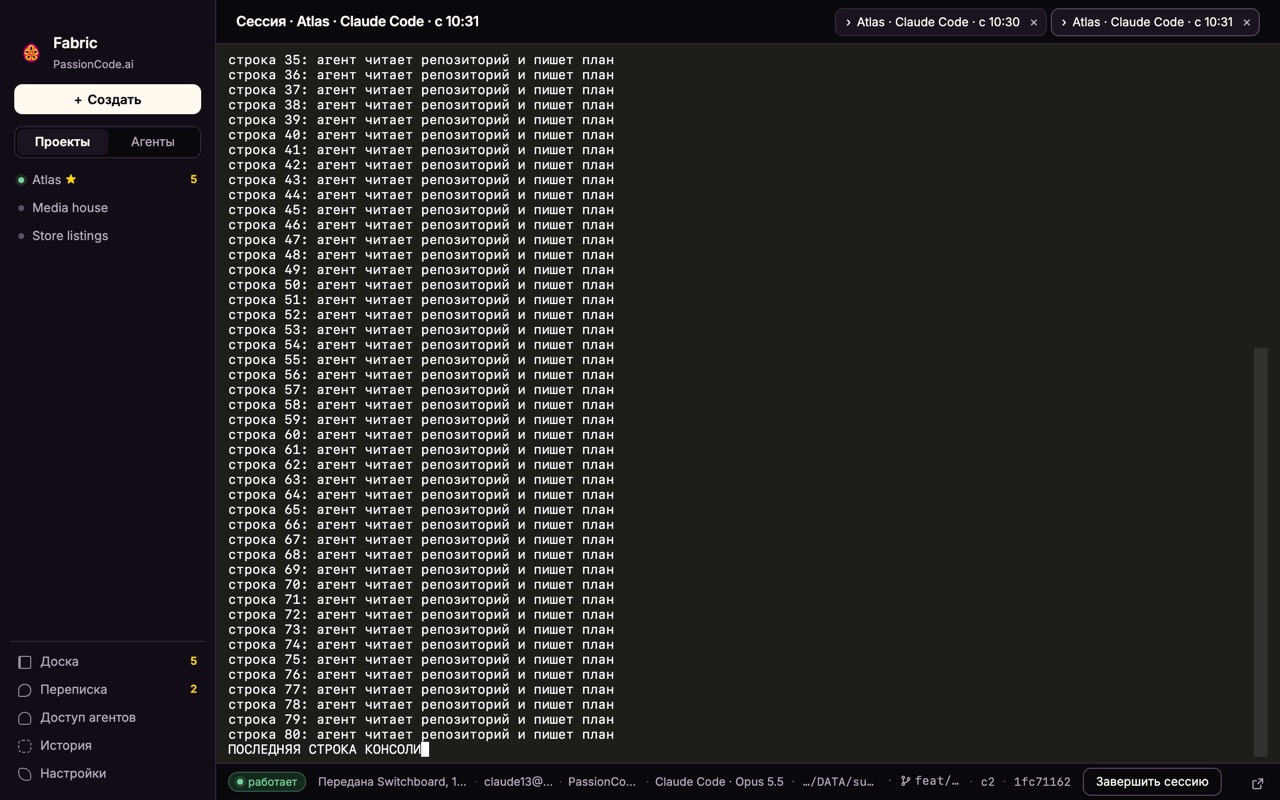 Fabric
PassionCode.ai
+ Создать
Проекты Агенты
Atlas 5
Media house
Store listings
Доска 5
Переписка 2
Доступ агентов
История
Настройки
Сессия · Atlas · Claude Code · с 10:31
› Atlas · Claude Code · с 10:30 × › Atlas · Claude Code · с 10:31 ×
строка 35: агент читает репозиторий и пишет план
строка 36: агент читает репозиторий и пишет план
строка 37: агент читает репозиторий и пишет план
строка 38: агент читает репозиторий и пишет план
строка 39: агент читает репозиторий и пишет план
строка 40: агент читает репозиторий и пишет план
строка 41: агент читает репозиторий и пишет план
строка 42: агент читает репозиторий и пишет план
строка 43: агент читает репозиторий и пишет план
строка 44: агент читает репозиторий и пишет план
строка 45: агент читает репозиторий и пишет план
строка 46: агент читает репозиторий и пишет план
строка 47: агент читает репозиторий и пишет план
строка 48: агент читает репозиторий и пишет план
строка 49: агент читает репозиторий и пишет план
строка 50: агент читает репозиторий и пишет план
строка 51: агент читает репозиторий и пишет план
строка 52: агент читает репозиторий и пишет план
строка 53: агент читает репозиторий и пишет план
строка 54: агент читает репозиторий и пишет план
строка 55: агент читает репозиторий и пишет план
строка 56: агент читает репозиторий и пишет план
строка 57: агент читает репозиторий и пишет план
строка 58: агент читает репозиторий и пишет план
строка 59: агент читает репозиторий и пишет план
строка 60: агент читает репозиторий и пишет план
строка 61: агент читает репозиторий и пишет план
строка 62: агент читает репозиторий и пишет план
строка 63: агент читает репозиторий и пишет план
строка 64: агент читает репозиторий и пишет план
строка 65: агент читает репозиторий и пишет план
строка 66: агент читает репозиторий и пишет план
строка 67: агент читает репозиторий и пишет план
строка 68: агент читает репозиторий и пишет план
строка 69: агент читает репозиторий и пишет план
строка 70: агент читает репозиторий и пишет план
строка 71: агент читает репозиторий и пишет план
строка 72: агент читает репозиторий и пишет план
строка 73: агент читает репозиторий и пишет план
строка 74: агент читает репозиторий и пишет план
строка 75: агент читает репозиторий и пишет план
строка 76: агент читает репозиторий и пишет план
строка 77: агент читает репозиторий и пишет план
строка 78: агент читает репозиторий и пишет план
строка 79: агент читает репозиторий и пишет план
строка 80: агент читает репозиторий и пишет план
ПОСЛЕДНЯЯ СТРОКА КОНСОЛИ
работает Передана Switchboard, 1... · claude13@... · PassionCo... · Claude Code · Opus 5.5 · …/DATA/su… · feat/… · c2 · 1fc71162 Завершить сессию